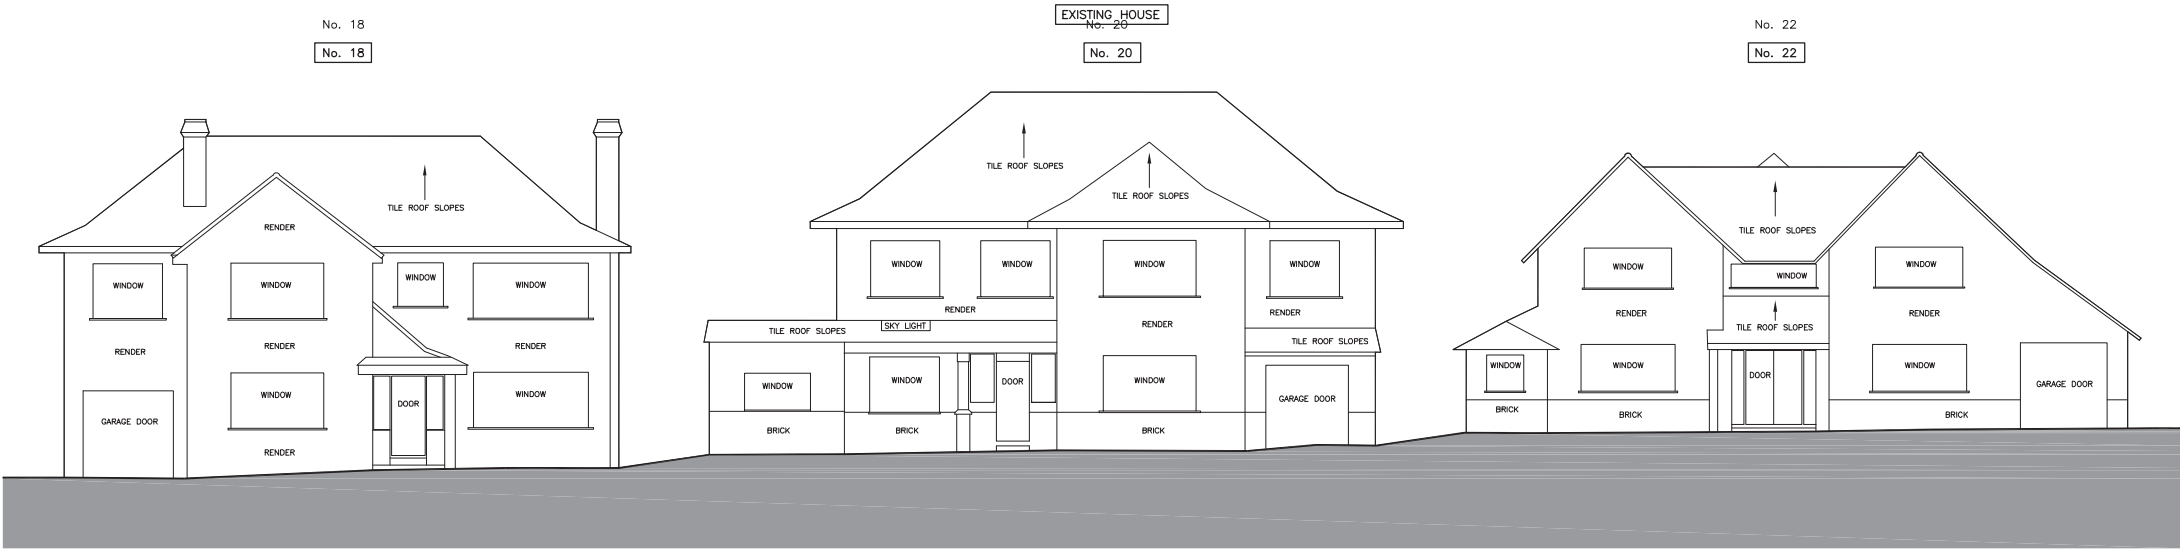 EXISTING HOUSE
No. 18
No. 20
No. 22
No. 18
No. 20
No. 22
TILE ROOF SLOPES
RENDER
WINDOW
WINDOW
WINDOW
WINDOW
RENDER
RENDER
RENDER
WINDOW
WINDOW
DOOR
GARAGE DOOR
RENDER
TILE ROOF SLOPES
TILE ROOF SLOPES
WINDOW
WINDOW
WINDOW
WINDOW
RENDER
RENDER
RENDER
TILE ROOF SLOPES
SKY LIGHT
TILE ROOF SLOPES
WINDOW
WINDOW
DOOR
WINDOW
GARAGE DOOR
BRICK
BRICK
BRICK
TILE ROOF SLOPES
WINDOW
WINDOW
WINDOW
RENDER
RENDER
TILE ROOF SLOPES
WINDOW
WINDOW
DOOR
WINDOW
GARAGE DOOR
BRICK
BRICK
BRICK